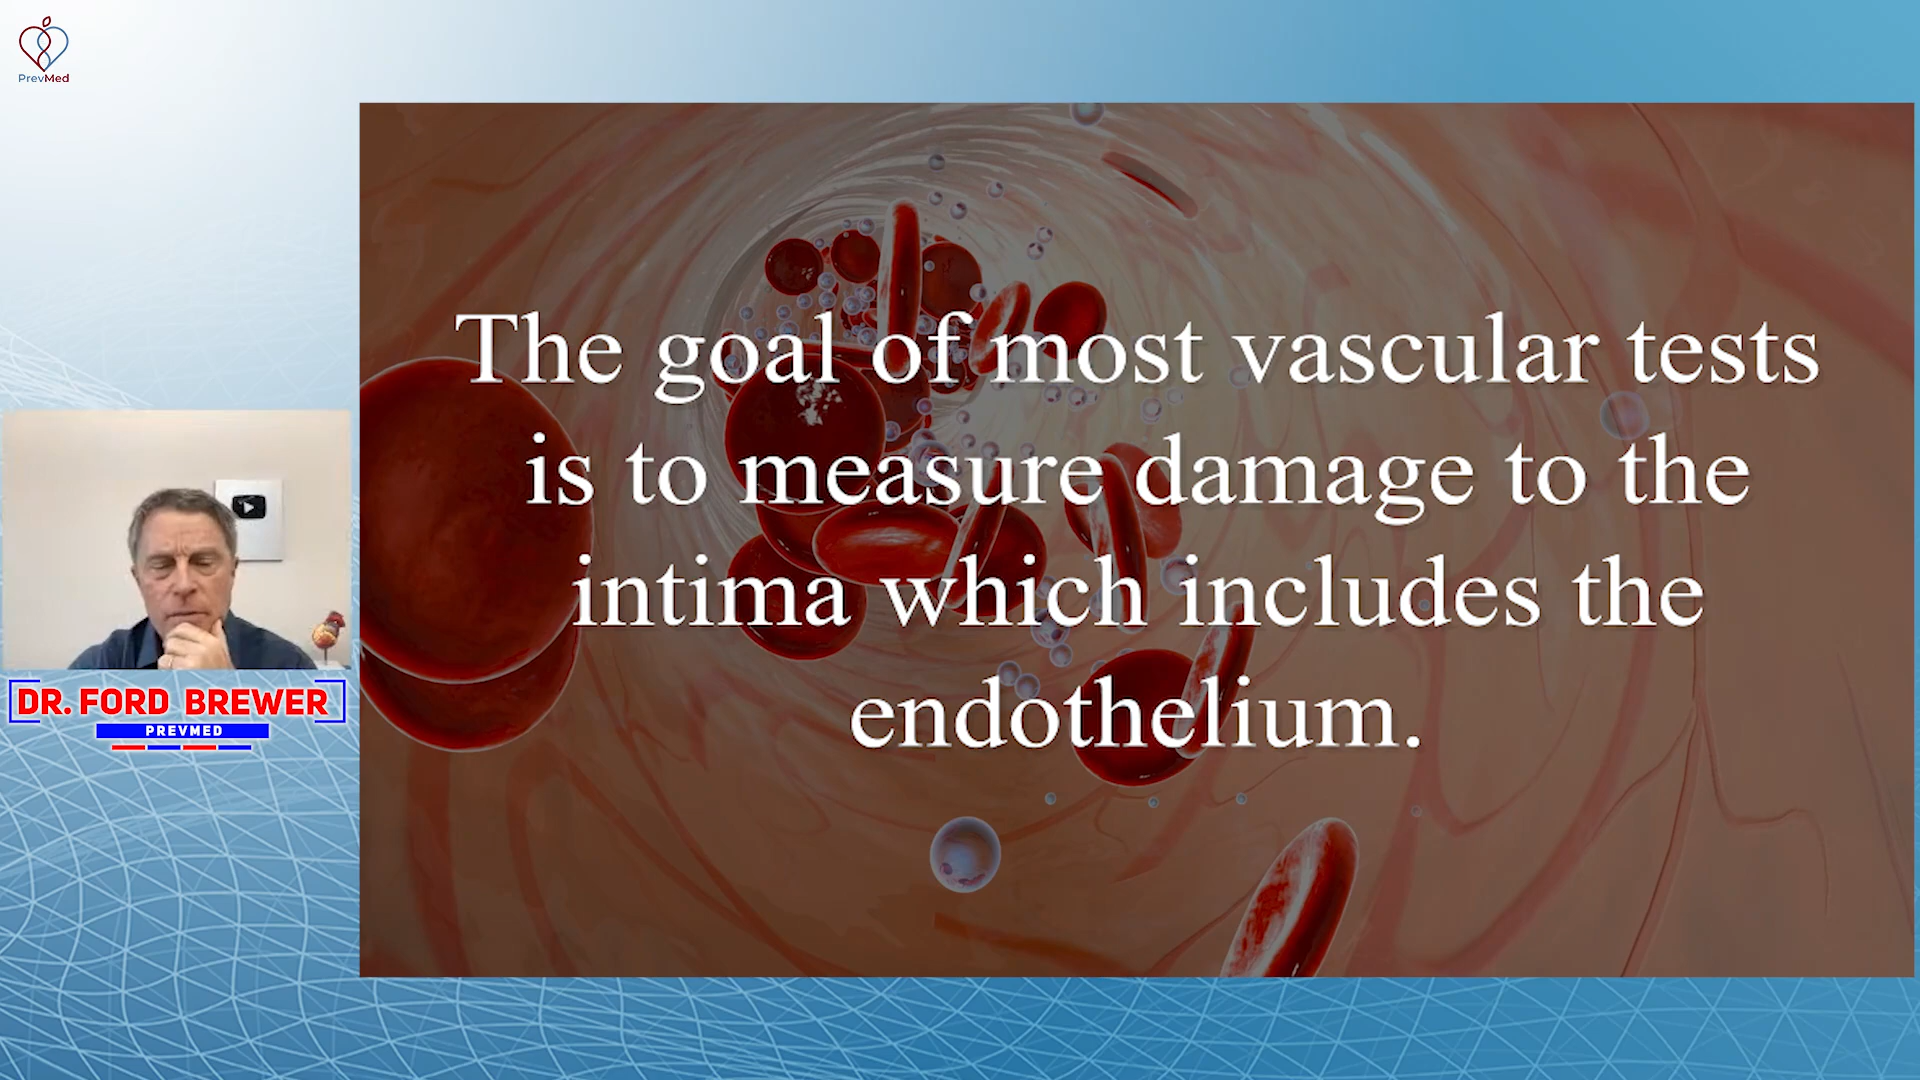 PrevMed
The goal of most vascular tests
is to measure damage to the
intima which includes the
endothelium.
DR. FORD BREWER
PREVMED